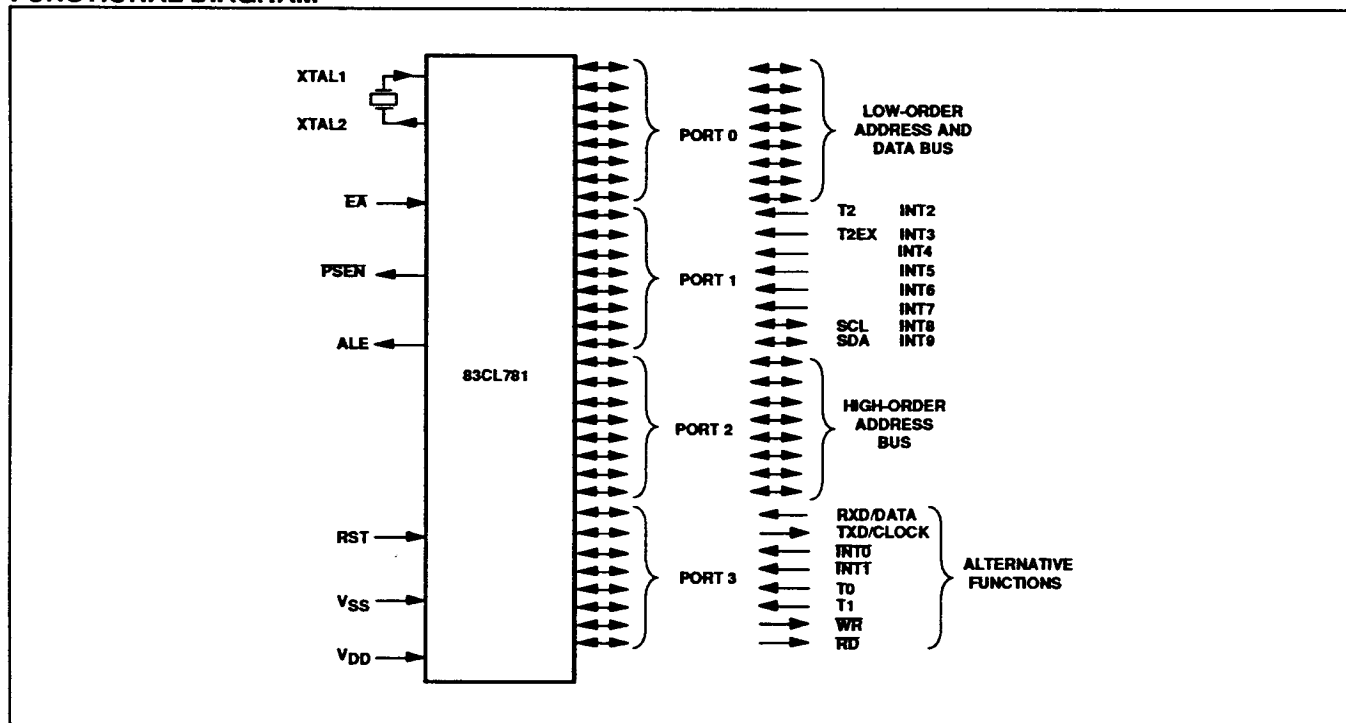 FUNCTIONAL DIAGRAM
XTAL1
XTAL2
EA
PSEN
ALE
RST
VSS
VDD
83CL781
PORT 0
PORT 1
PORT 2
PORT 3
LOW-ORDER
ADDRESS AND
DATA BUS
T2 INT2
T2EX INT3
INT4
INT5
INT6
INT7
SCL INT8
SDA INT9
HIGH-ORDER
ADDRESS
BUS
RXD/DATA
TXD/CLOCK
INT0
INT1
T0
T1
WR
RD
ALTERNATIVE
FUNCTIONS